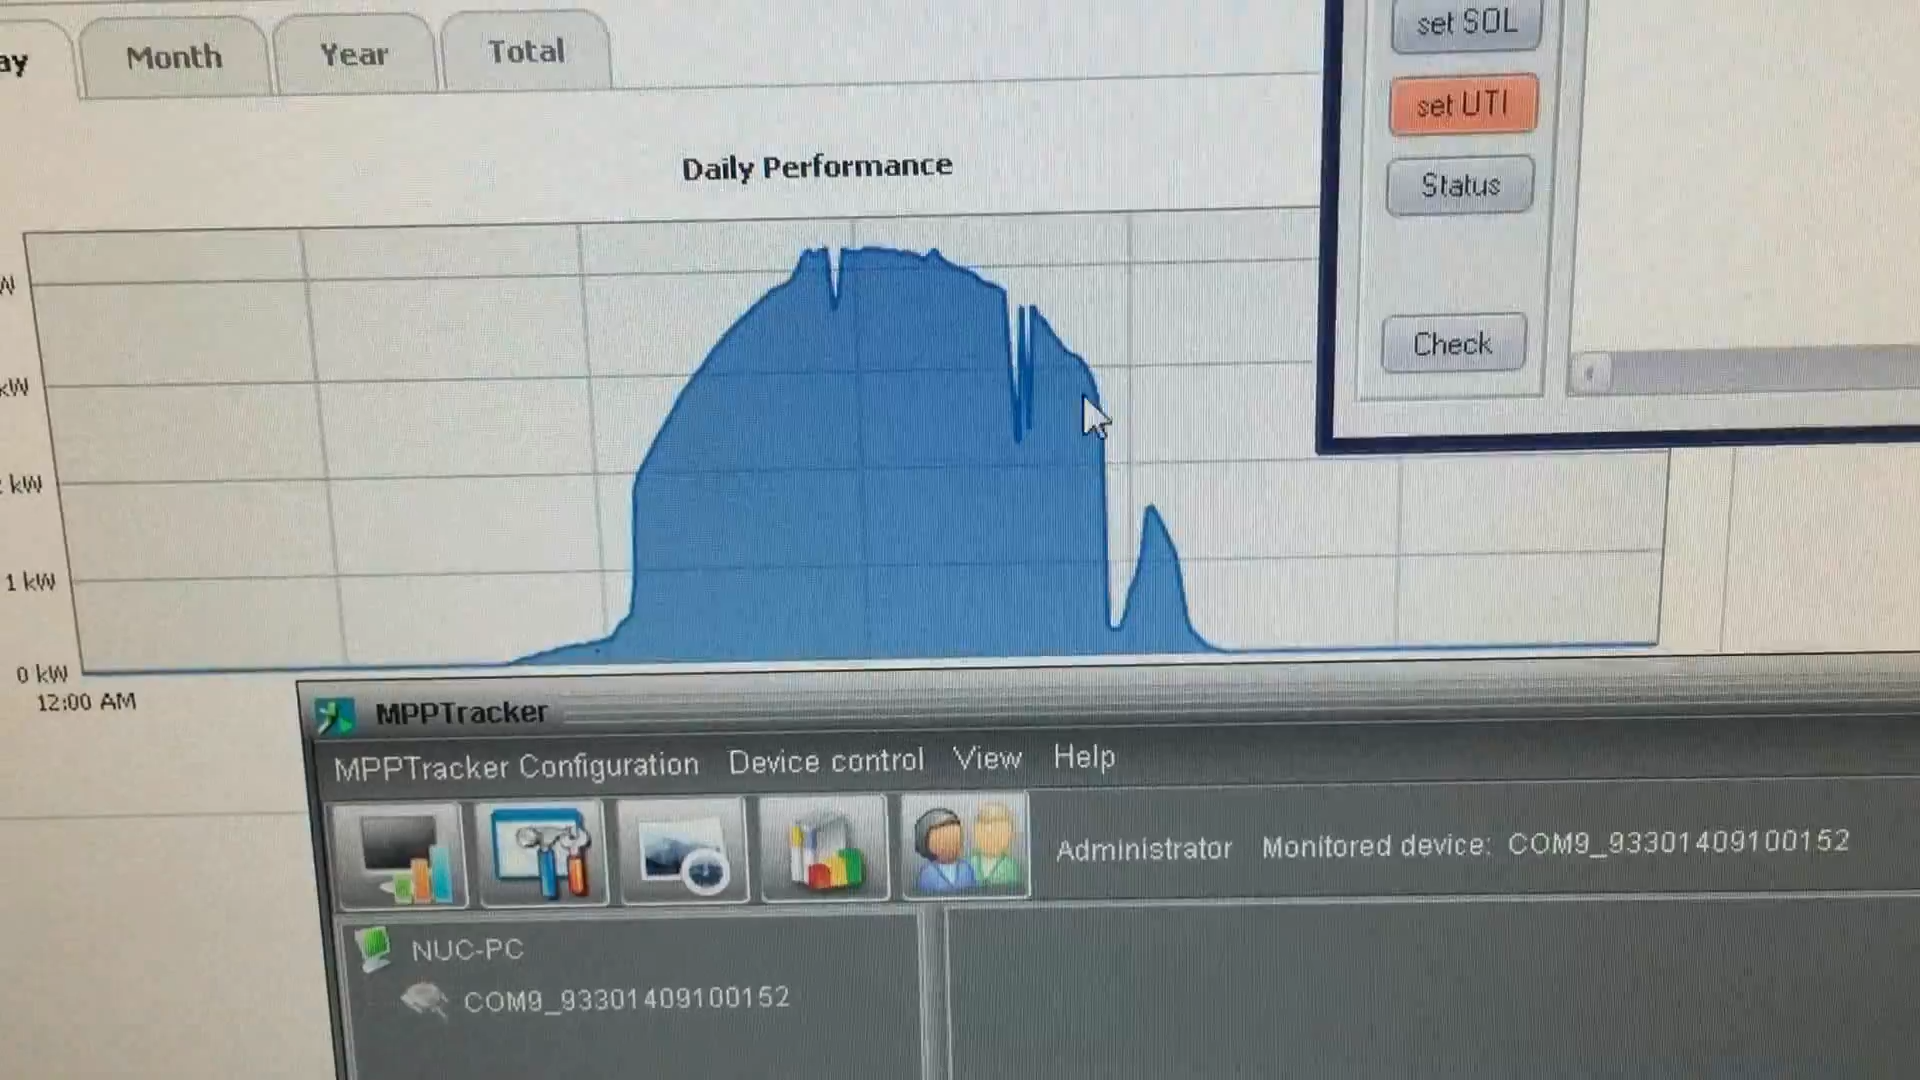 ay Month Year Total
set SOL
set UTI
Status
Check
Daily Performance
W
kW
kW
1 kW
0 kW
12:00 AM
MPPTracker
MPPTracker Configuration Device control View Help
Administrator Monitored device: COM9_93301409100152
NUC-PC
COM9_93301409100152